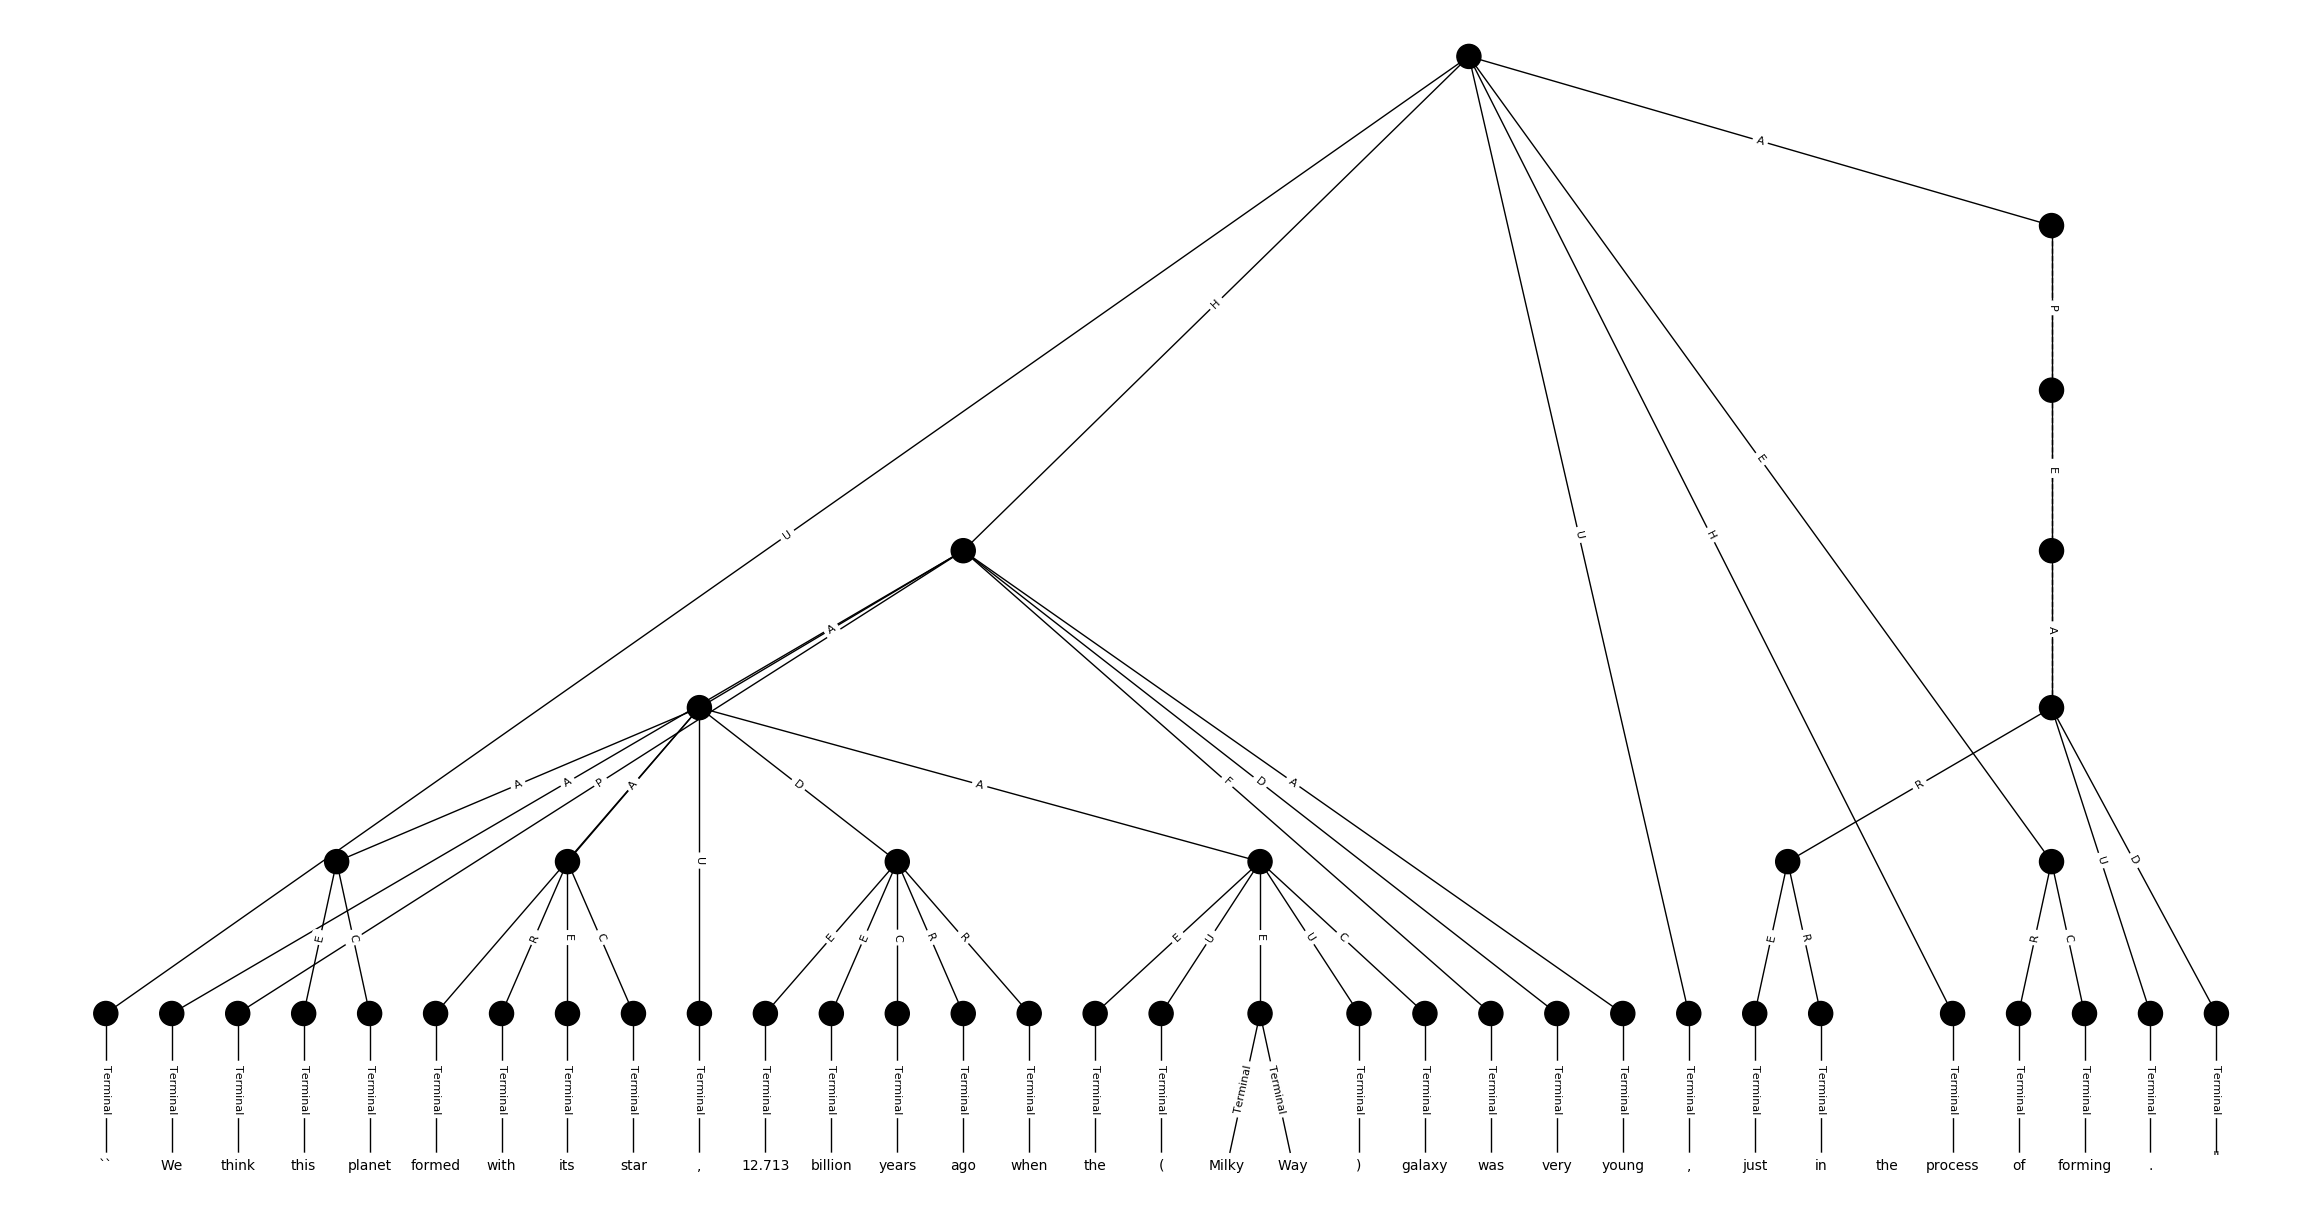 A
P
H
E
E
U
H
U
A
A
R
A
A
P
A
D
A
F
D
A
U
U
D
E
C
R
E
C
E
E
C
R
R
E
U
E
U
C
E
R
R
C
Terminal Terminal Terminal Terminal Terminal Terminal Terminal Terminal Terminal Terminal Terminal Terminal Terminal Terminal Terminal Terminal Terminal Terminal Terminal Terminal Terminal Terminal Terminal Terminal Terminal Terminal Terminal Terminal Terminal Terminal Terminal Terminal
`` We think this planet formed with its star , 12.713 billion years ago when the ( Milky Way ) galaxy was very young , just in the process of forming . "